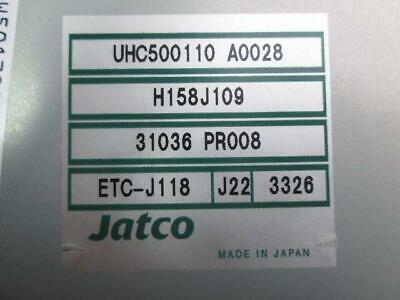 UHC500110 A0028
H158J109
31036 PR008
ETC-J118 J22 3326
Jatco
MADE IN JAPAN